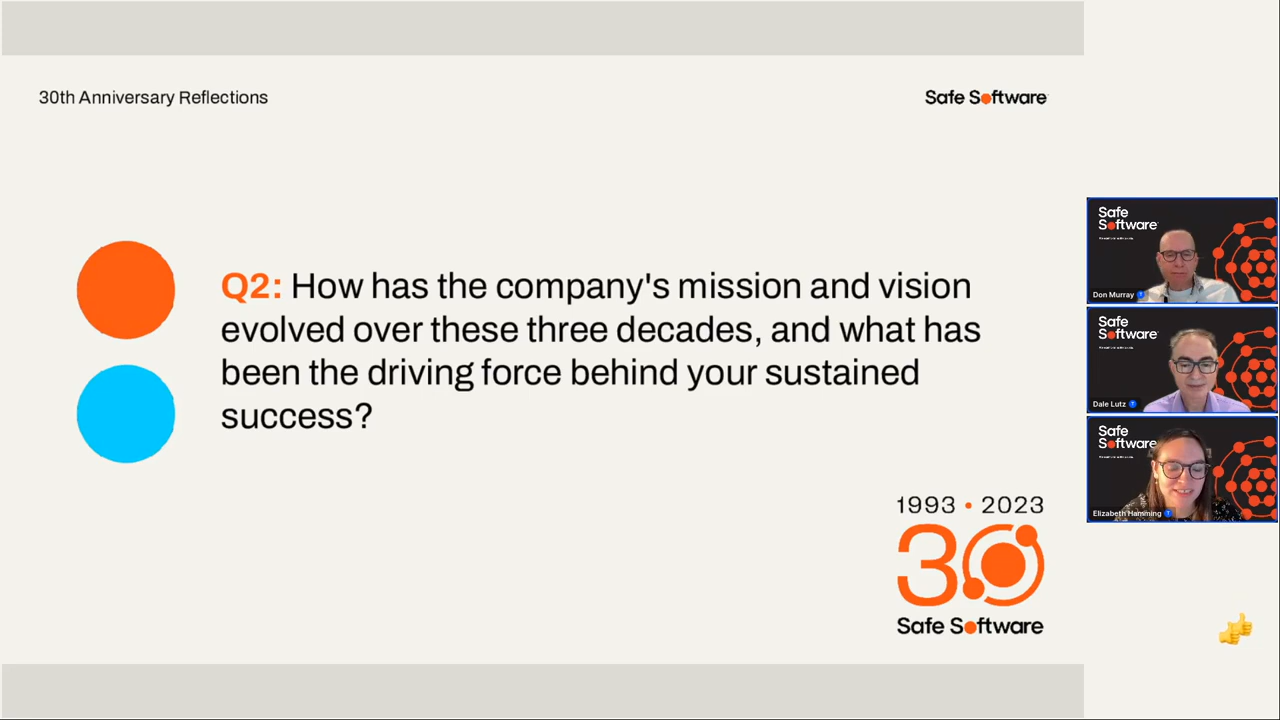 30th Anniversary Reflections
Safe Software
Q2: How has the company's mission and vision
evolved over these three decades, and what has
been the driving force behind your sustained
success?
1993 • 2023
30
Safe Software
Safe
Software
Don Murray
Safe
Software
Dale Lutz
Safe
Software
Elizabeth Hamming